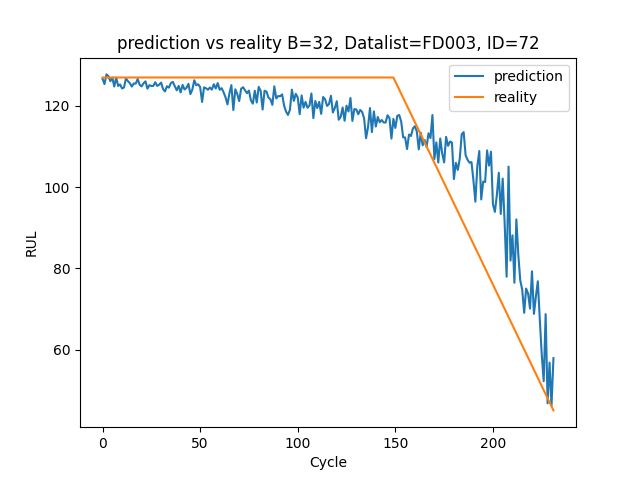 prediction vs reality B=32, Datalist=FD003, ID=72
prediction
reality
RUL
120
100
80
60
0
50
100
150
200
Cycle